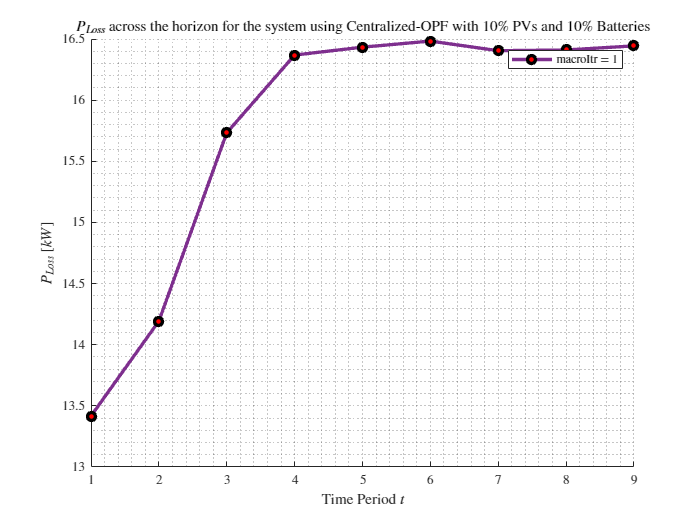 P_Loss across the horizon for the system using Centralized-OPF with 10% PVs and 10% Batteries
16.5
macroItr = 1
16
15.5
15
P_Loss [kW]
14.5
14
13.5
13
1 2 3 4 5 6 7 8 9
Time Period t